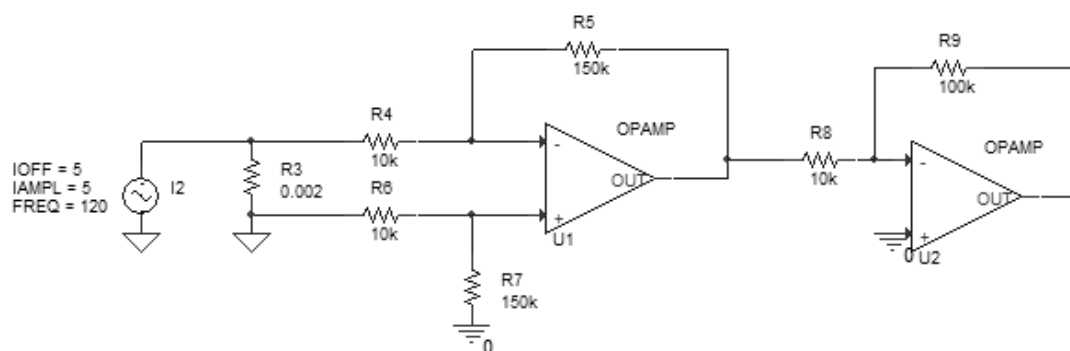 R5
150k
R9
100k
R4
10k
OPAMP
R8
10k
OPAMP
IOFF = 5
IAMPL = 5
FREQ = 120
I2
R3
0.002
R6
10k
-
OUT
+
U1
-
OUT
+
0
U2
R7
150k
0